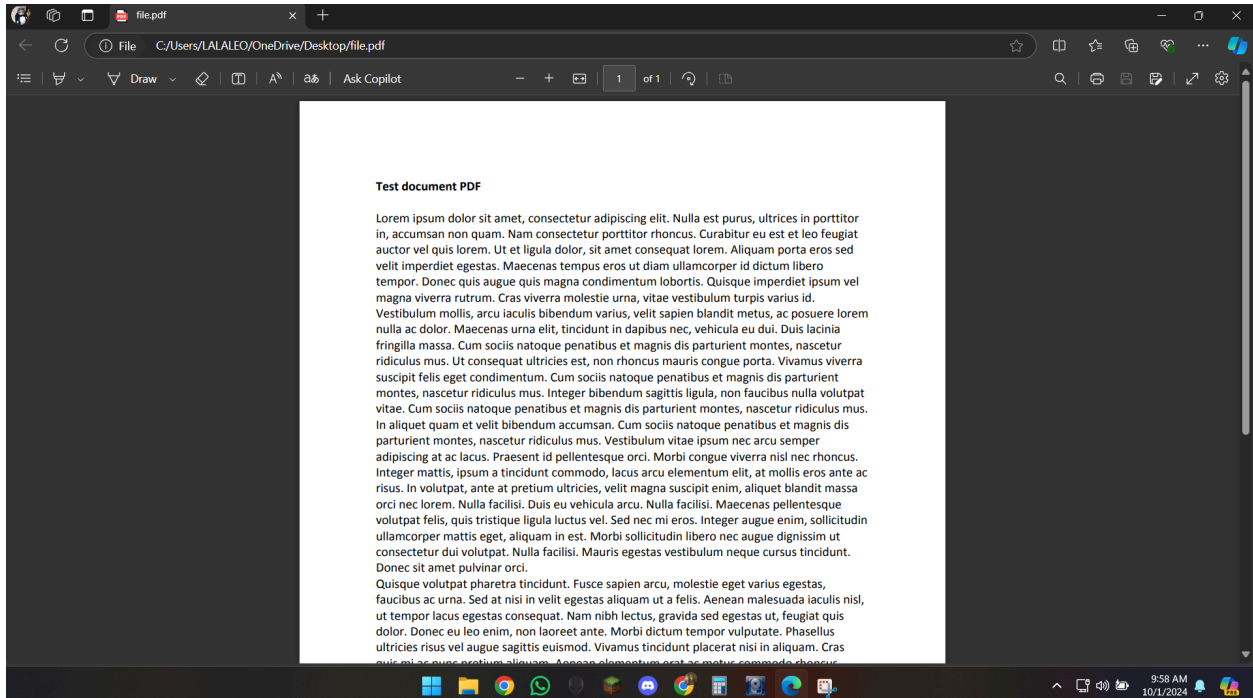 file.pdf
File C:/Users/LALALEO/OneDrive/Desktop/file.pdf
Draw aあ Ask Copilot 1 of 1
Test document PDF
Lorem ipsum dolor sit amet, consectetur adipiscing elit. Nulla est purus, ultrices in porttitor
in, accumsan non quam. Nam consectetur porttitor rhoncus. Curabitur eu est et leo feugiat
auctor vel quis lorem. Ut et ligula dolor, sit amet consequat lorem. Aliquam porta eros sed
velit imperdiet egestas. Maecenas tempus eros ut diam ullamcorper id dictum libero
tempor. Donec quis augue quis magna condimentum lobortis. Quisque imperdiet ipsum vel
magna viverra rutrum. Cras viverra molestie urna, vitae vestibulum turpis varius id.
Vestibulum mollis, arcu iaculis bibendum varius, velit sapien blandit metus, ac posuere lorem
nulla ac dolor. Maecenas urna elit, tincidunt in dapibus nec, vehicula eu dui. Duis lacinia
fringilla massa. Cum sociis natoque penatibus et magnis dis parturient montes, nascetur
ridiculus mus. Ut consequat ultricies est, non rhoncus mauris congue porta. Vivamus viverra
suscipit felis eget condimentum. Cum sociis natoque penatibus et magnis dis parturient
montes, nascetur ridiculus mus. Integer bibendum sagittis ligula, non faucibus nulla volutpat
vitae. Cum sociis natoque penatibus et magnis dis parturient montes, nascetur ridiculus mus.
In aliquet quam et velit bibendum accumsan. Cum sociis natoque penatibus et magnis dis
parturient montes, nascetur ridiculus mus. Vestibulum vitae ipsum nec arcu semper
adipiscing at ac lacus. Praesent id pellentesque orci. Morbi congue viverra nisl nec rhoncus.
Integer mattis, ipsum a tincidunt commodo, lacus arcu elementum elit, at mollis eros ante ac
risus. In volutpat, ante at pretium ultricies, velit magna suscipit enim, aliquet blandit massa
orci nec lorem. Nulla facilisi. Duis eu vehicula arcu. Nulla facilisi. Maecenas pellentesque
volutpat felis, quis tristique ligula luctus vel. Sed nec mi eros. Integer augue enim, sollicitudin
ullamcorper mattis eget, aliquam in est. Morbi sollicitudin libero nec augue dignissim ut
consectetur dui volutpat. Nulla facilisi. Mauris egestas vestibulum neque cursus tincidunt.
Donec sit amet pulvinar orci.
Quisque volutpat pharetra tincidunt. Fusce sapien arcu, molestie eget varius egestas,
faucibus ac urna. Sed at nisi in velit egestas aliquam ut a felis. Aenean malesuada iaculis nisl,
ut tempor lacus egestas consequat. Nam nibh lectus, gravida sed egestas ut, feugiat quis
dolor. Donec eu leo enim, non laoreet ante. Morbi dictum tempor vulputate. Phasellus
ultricies risus vel augue sagittis euismod. Vivamus tincidunt placerat nisi in aliquam. Cras
quis mi ac nunc pretium aliquam. Aenean elementum erat ac metus commodo rhoncus.
9:58 AM
10/1/2024